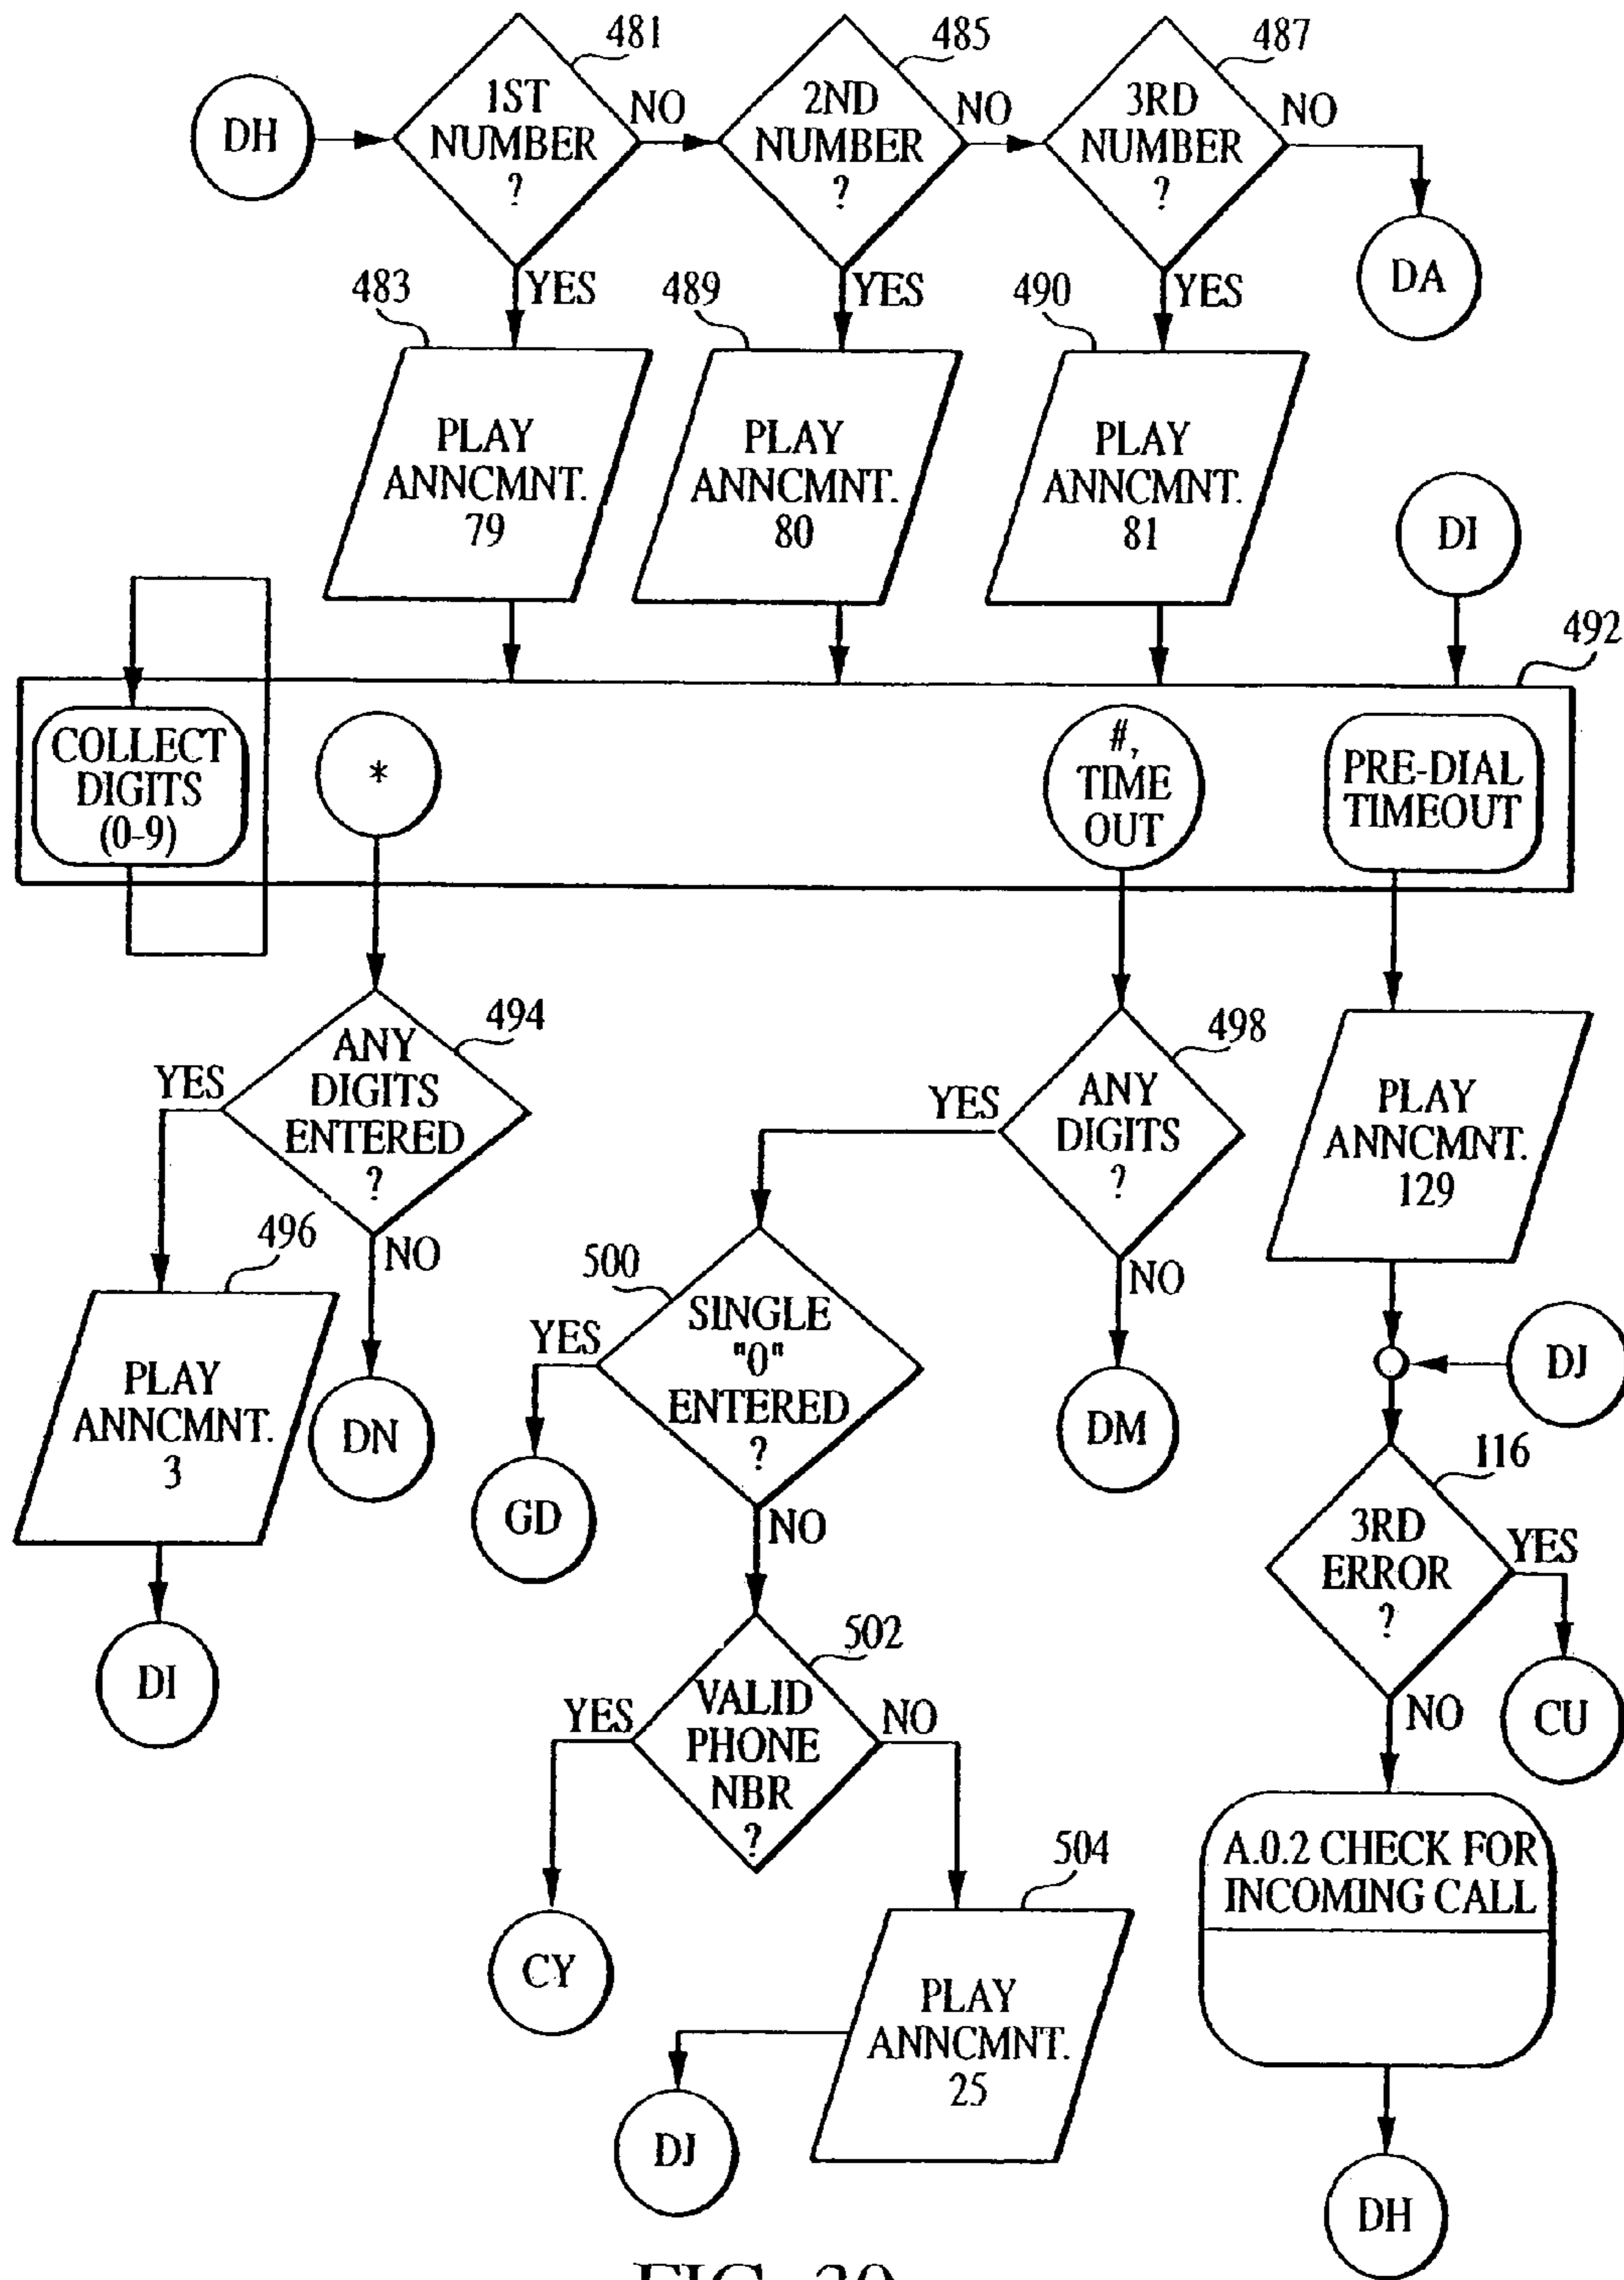 481
485
487
DH
1ST
NUMBER
?
NO
2ND
NUMBER
?
NO
3RD
NUMBER
?
NO
DA
483
YES
489
YES
490
YES
PLAY
ANNCMNT.
79
PLAY
ANNCMNT.
80
PLAY
ANNCMNT.
81
DI
492
COLLECT
DIGITS
(0-9)
*
#,
TIME
OUT
PRE-DIAL
TIMEOUT
494
YES
ANY
DIGITS
ENTERED
?
NO
498
YES
ANY
DIGITS
?
NO
PLAY
ANNCMNT.
129
496
PLAY
ANNCMNT.
3
DN
500
YES
SINGLE
"0"
ENTERED
?
NO
DM
DJ
GD
116
3RD
ERROR
?
YES
NO
CU
DI
502
YES
VALID
PHONE
NBR
?
NO
CY
504
PLAY
ANNCMNT.
25
DJ
A.0.2 CHECK FOR
INCOMING CALL
DH